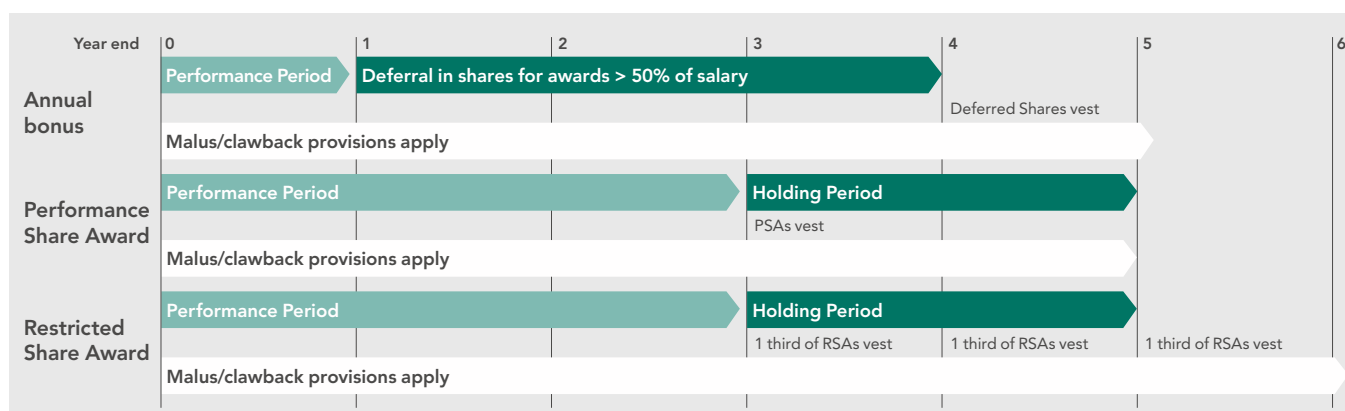 Year end 0 1 2 3 4 5 6
Annual
bonus
Performance Period
Deferral in shares for awards > 50% of salary
Deferred Shares vest
Malus/clawback provisions apply
Performance
Share Award
Performance Period
Holding Period
PSAs vest
Malus/clawback provisions apply
Restricted
Share Award
Performance Period
Holding Period
1 third of RSAs vest
1 third of RSAs vest
1 third of RSAs vest
Malus/clawback provisions apply